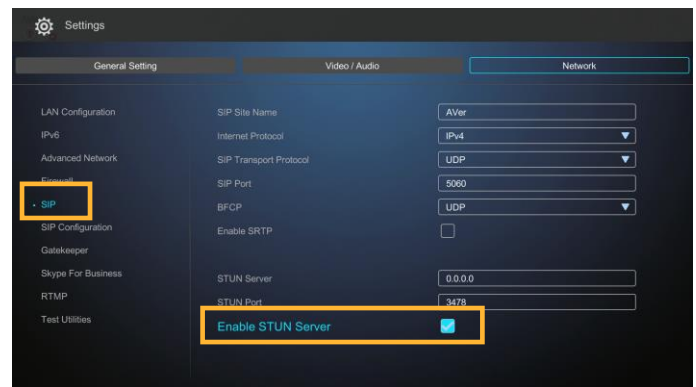 Settings
General Setting Video / Audio Network
LAN Configuration SIP Site Name AVer
IPv6 Internet Protocol IPv4
Advanced Network SIP Transport Protocol UDP
Firewall SIP Port 5060
SIP BFCP UDP
SIP Configuration Enable SRTP
Gatekeeper
Skype For Business STUN Server 0.0.0.0
RTMP STUN Port 3478
Test Utilities Enable STUN Server